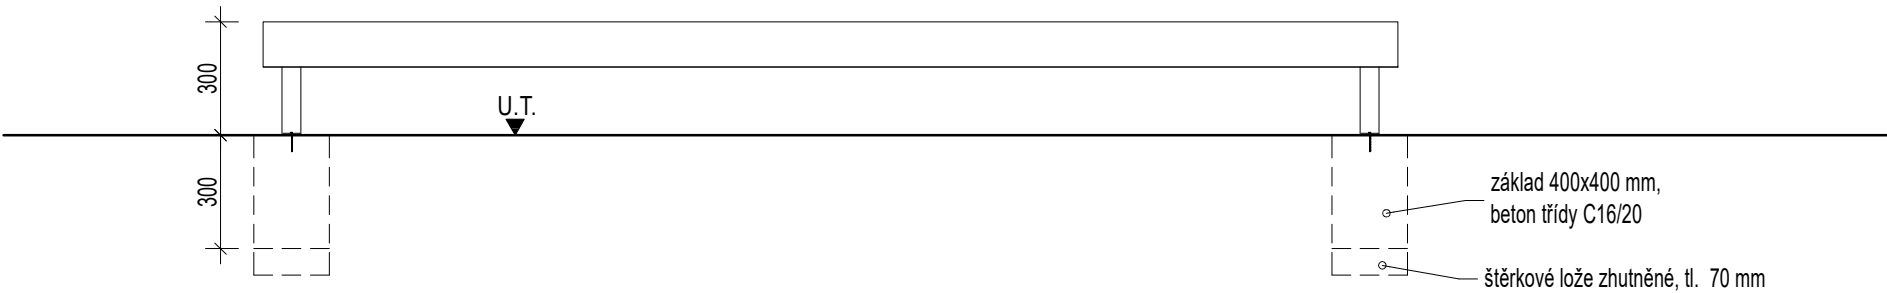 300
U.T.
300
základ 400x400 mm,
beton třídy C16/20
štěrkové lože zhutněné, tl. 70 mm